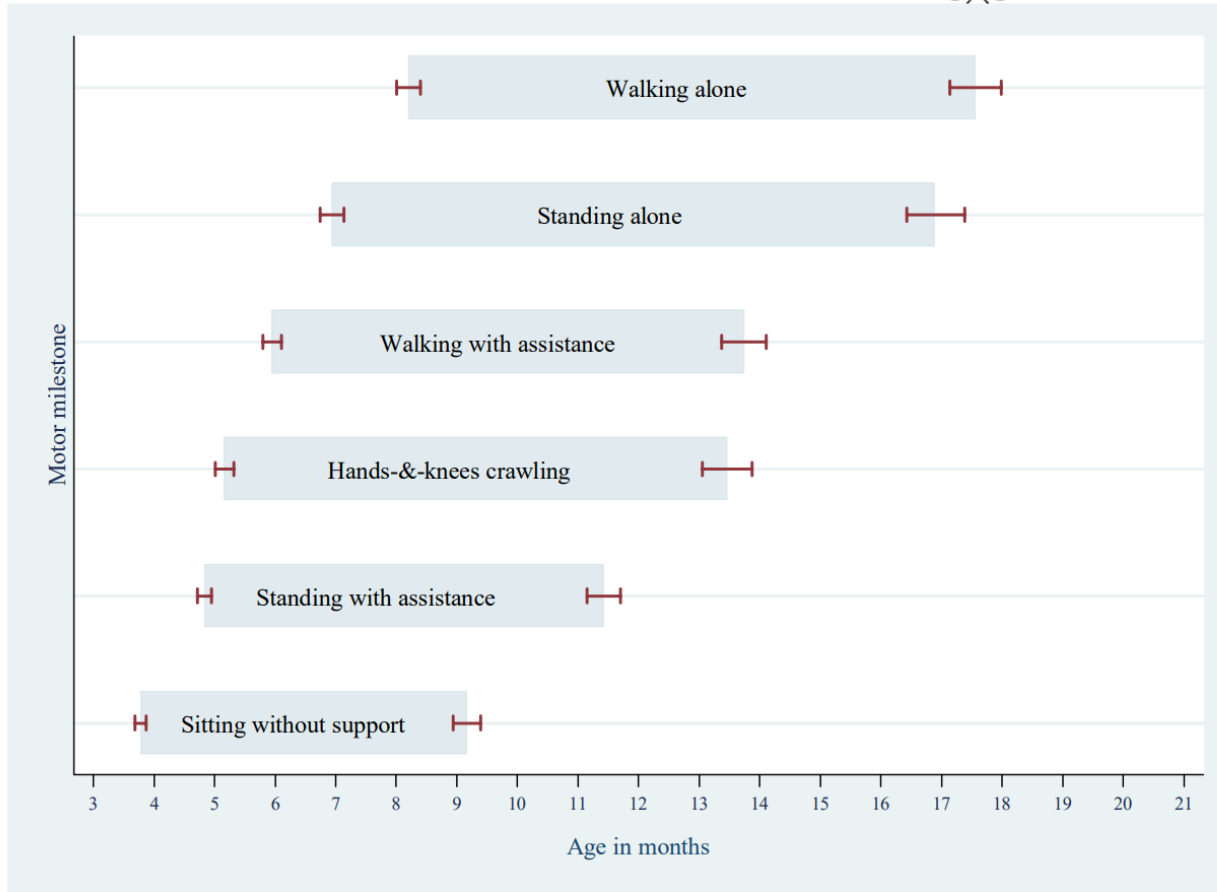 Walking alone
Standing alone
Walking with assistance
Hands-&-knees crawling
Standing with assistance
Sitting without support
Motor milestone
3 4 5 6 7 8 9 10 11 12 13 14 15 16 17 18 19 20 21
Age in months